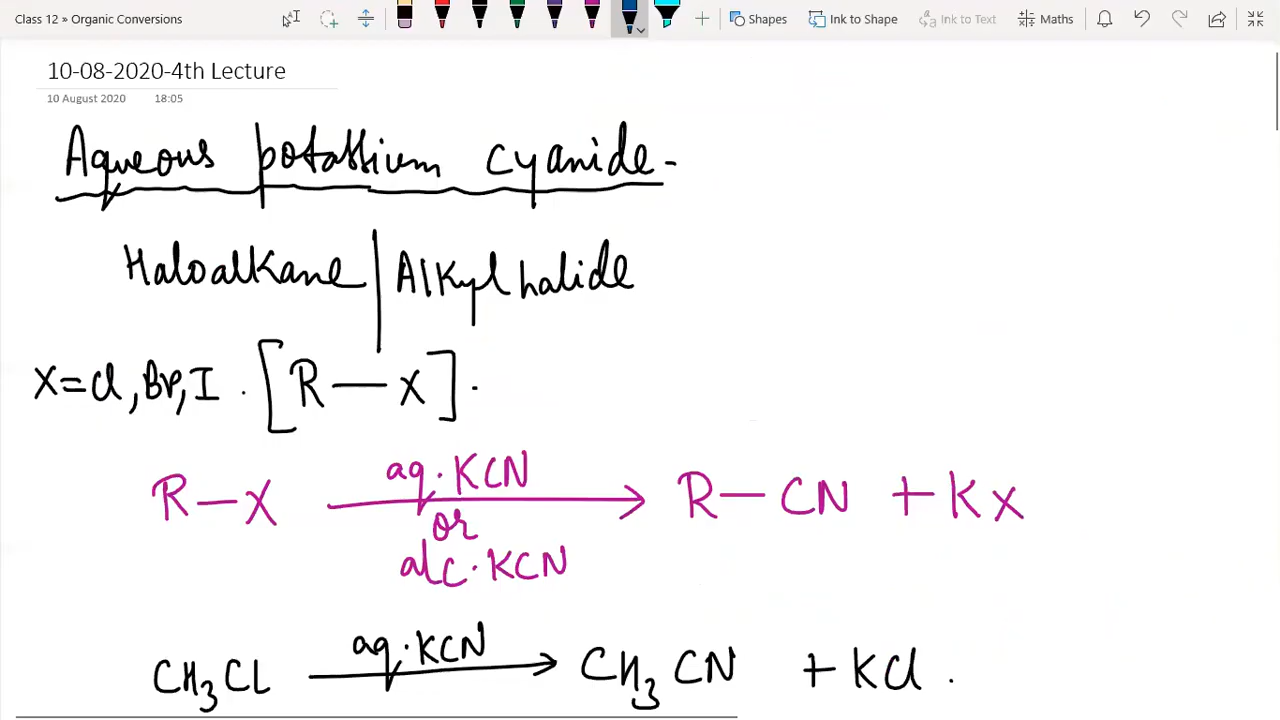 Class 12 » Organic Conversions
Shapes
Ink to Shape
Ink to Text
Maths
10-08-2020-4th Lecture
10 August 2020 18:05
Aqueous potassium cyanide-
Haloalkane | Alkylhalide
X=Cl, Br, I . [R — X].
R — X aq.KCN or alc.KCN → R — CN + KX
CH₃Cl aq.KCN → CH₃CN + KCl .